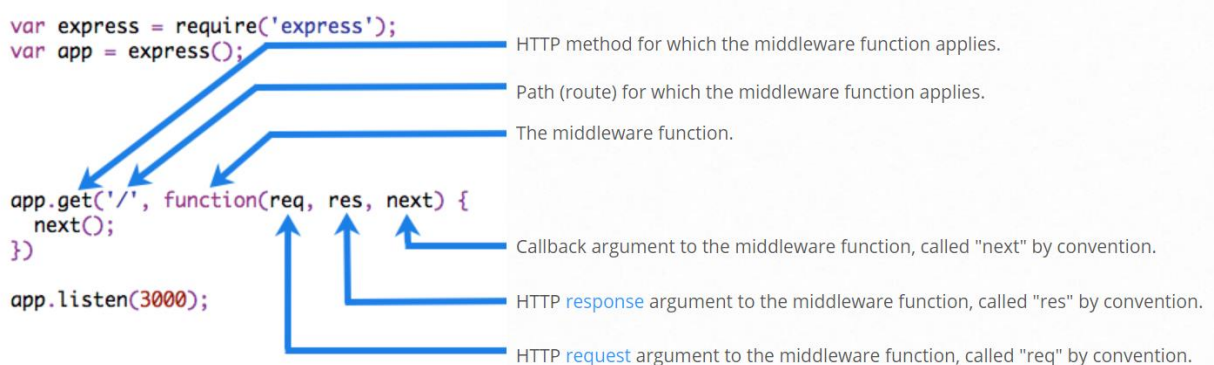 var express = require('express');
var app = express();
HTTP method for which the middleware function applies.
Path (route) for which the middleware function applies.
The middleware function.
app.get('/', function(req, res, next) {
next();
})
Callback argument to the middleware function, called "next" by convention.
app.listen(3000);
HTTP response argument to the middleware function, called "res" by convention.
HTTP request argument to the middleware function, called "req" by convention.